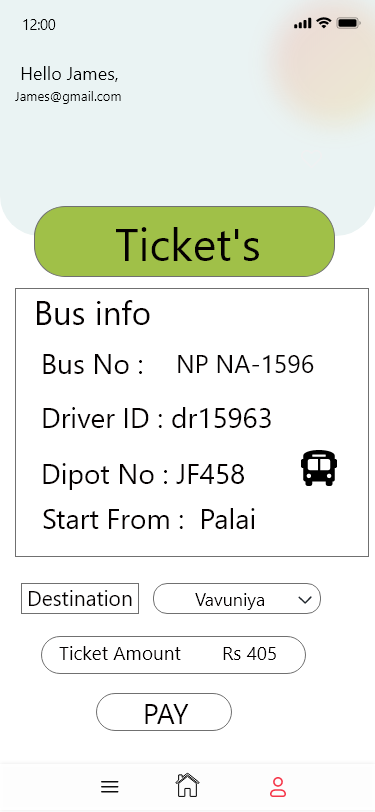 12:00
Hello James,
James@gmail.com
Ticket's
Bus info
Bus No : NP NA-1596
Driver ID : dr15963
Dipot No : JF458
Start From : Palai
Destination Vavuniya
Ticket Amount Rs 405
PAY